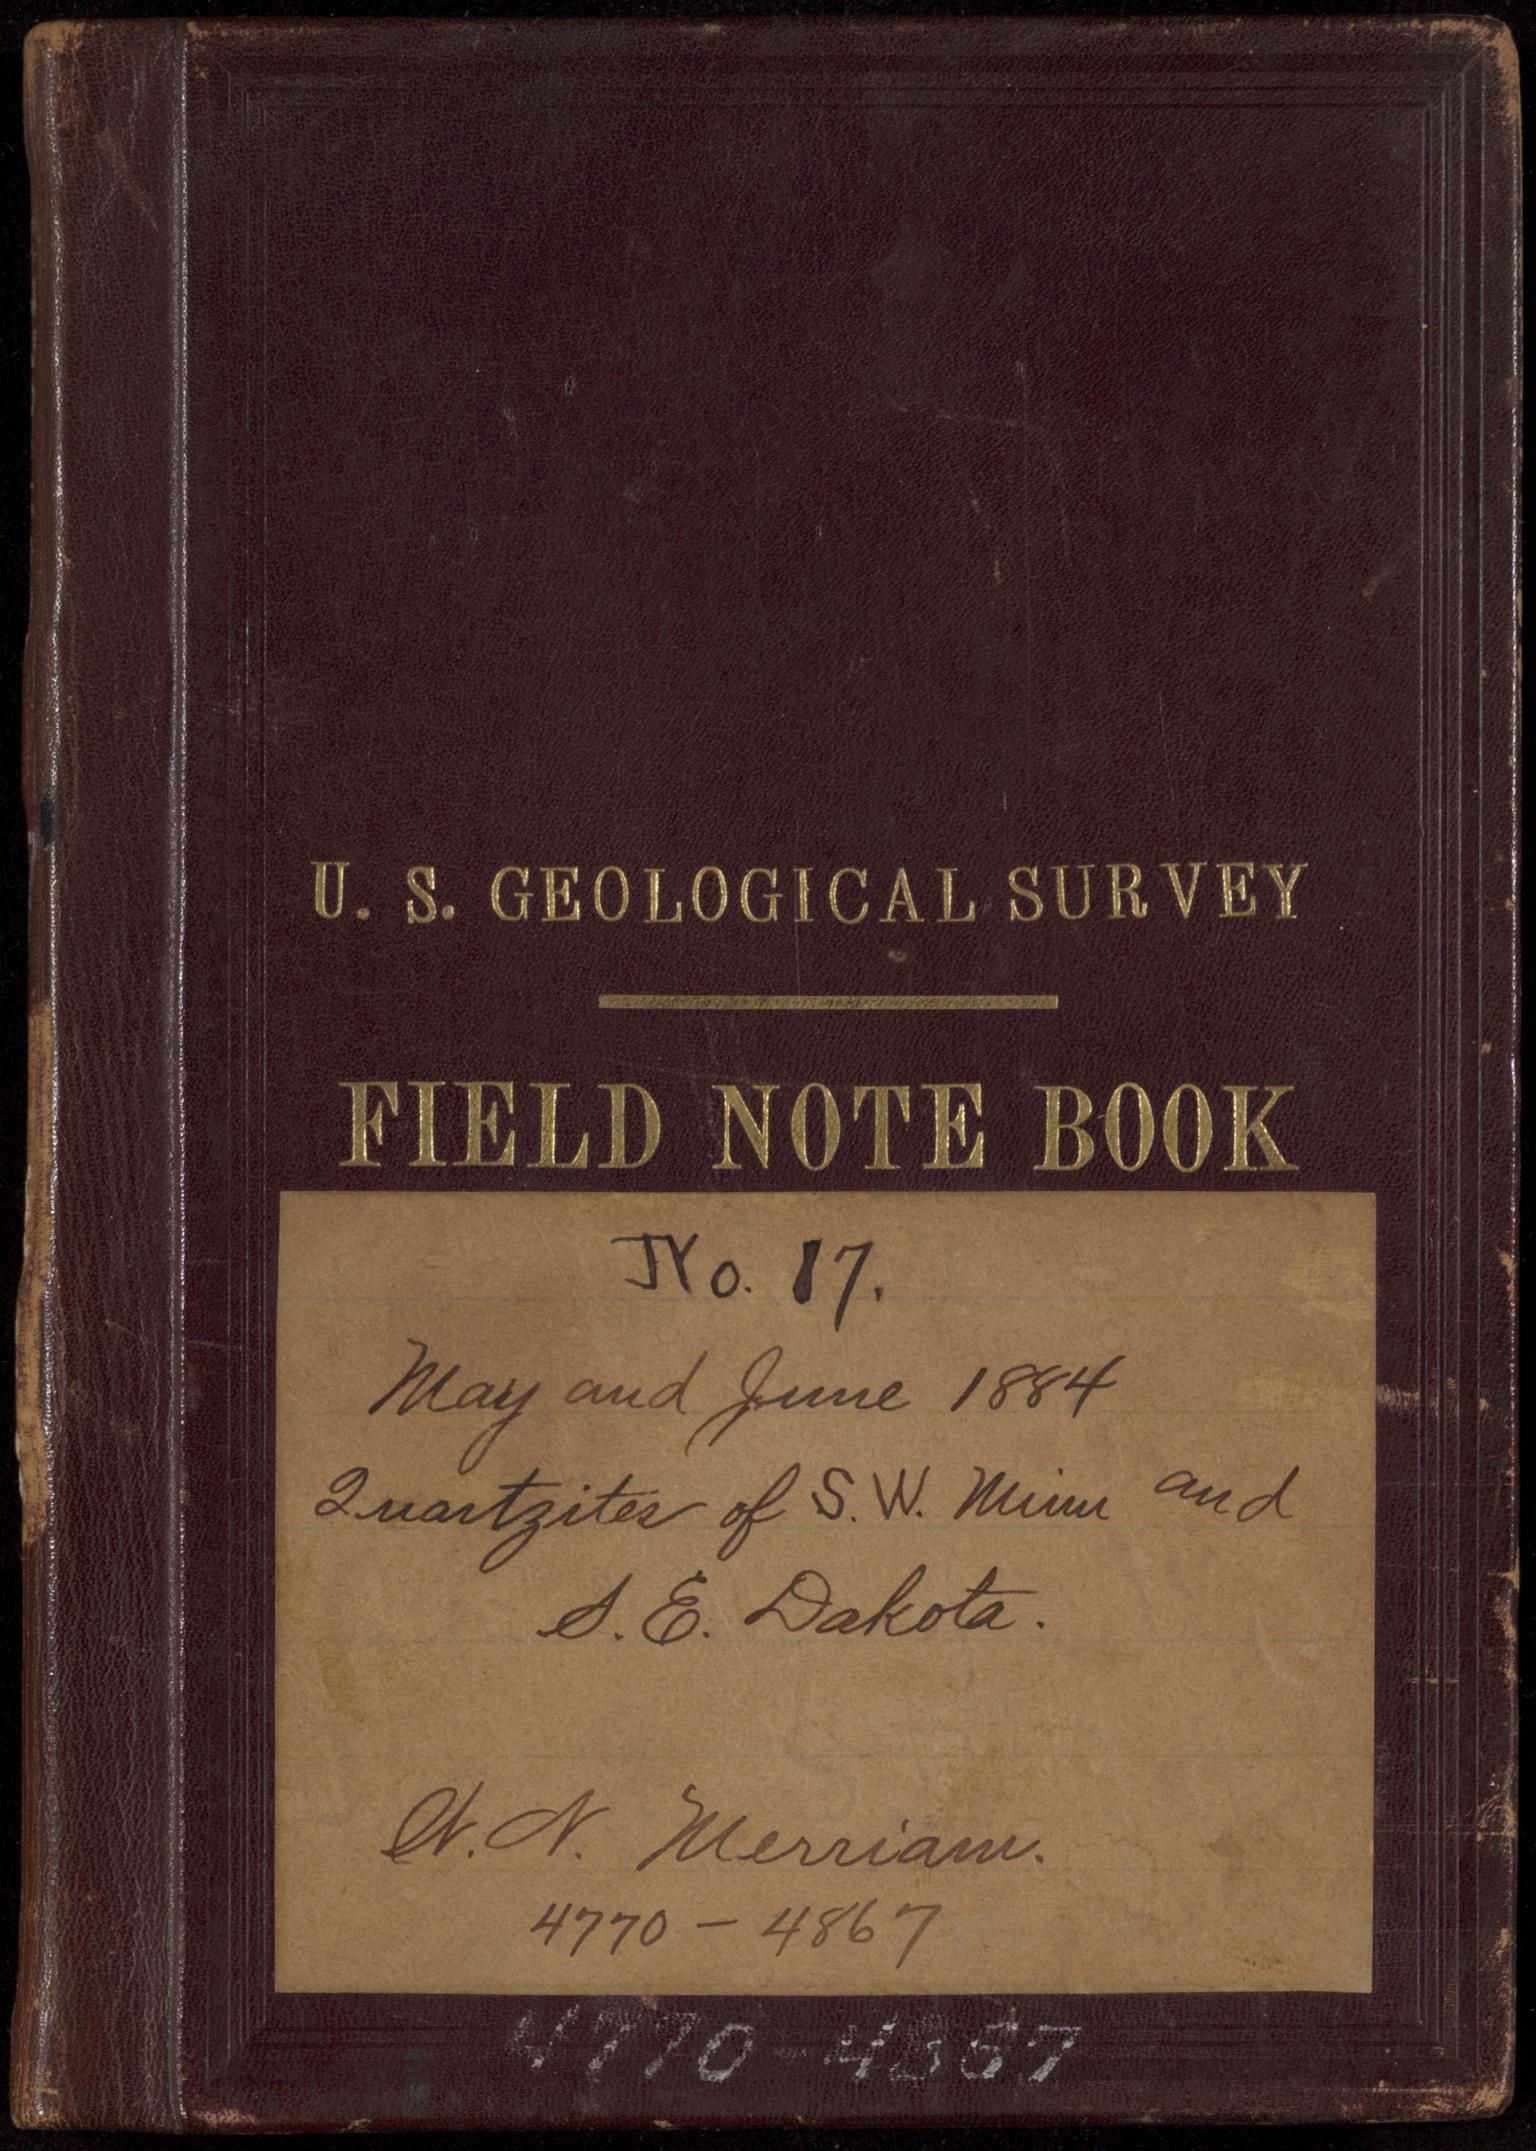 U. S. GEOLOGICAL SURVEY
FIELD NOTE BOOK
No. 17.
May and June 1884
Quartzites of S.W. Minn and
S. E. Dakota.
W. N. Merriam.
4770 – 4867
4770-4867